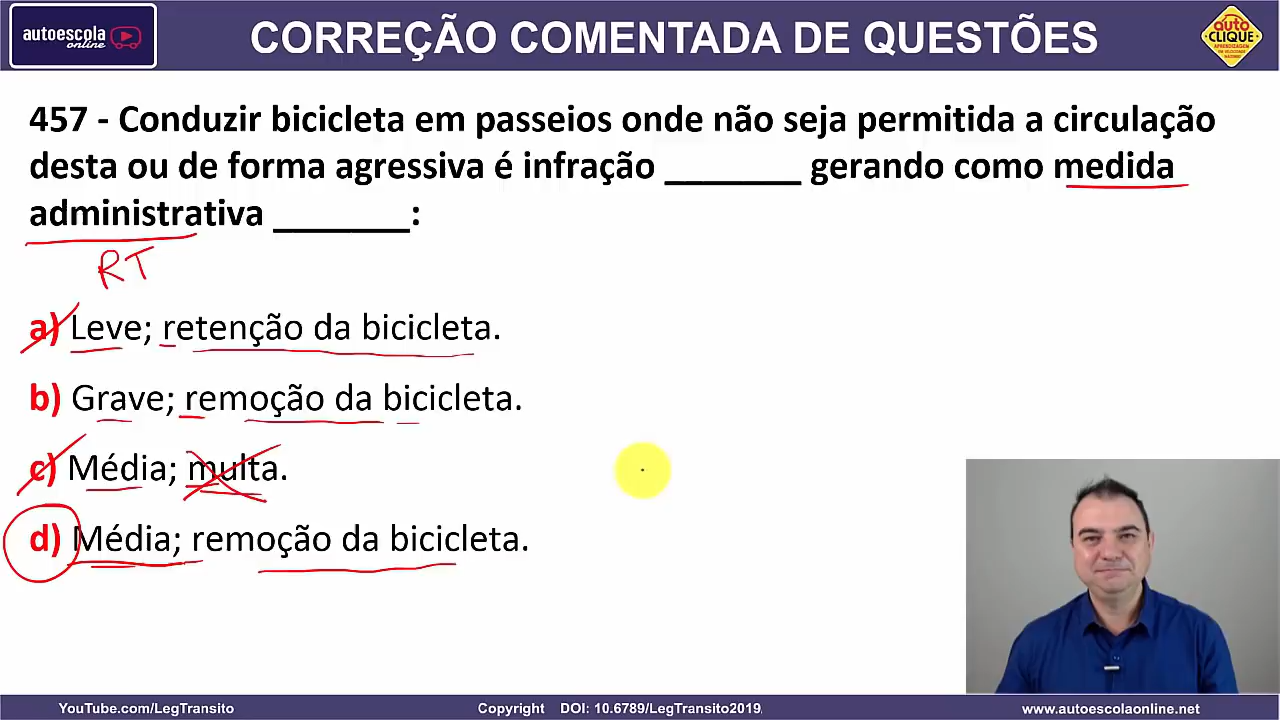 autoescola
online
CORREÇÃO COMENTADA DE QUESTÕES
auto
CLIQUE
457 - Conduzir bicicleta em passeios onde não seja permitida a circulação
desta ou de forma agressiva é infração _______ gerando como medida
administrativa _______:
RT
a) Leve; retenção da bicicleta.
b) Grave; remoção da bicicleta.
c) Média; multa.
d) Média; remoção da bicicleta.
YouTube.com/LegTransito
Copyright DOI: 10.6789/LegTransito2019
www.autoescolaonline.net